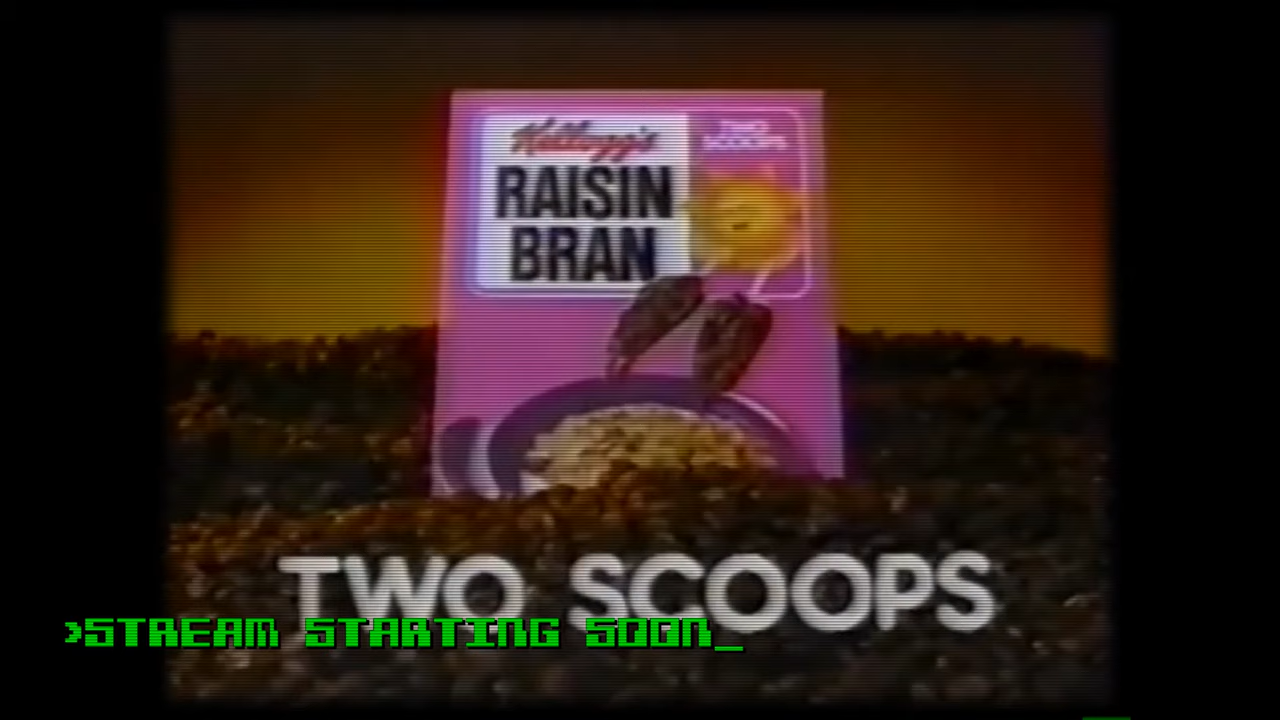 Kellogg's
RAISIN
BRAN
TWO
SCOOPS
TWO SCOOPS
>STREAM STARTING SOON_